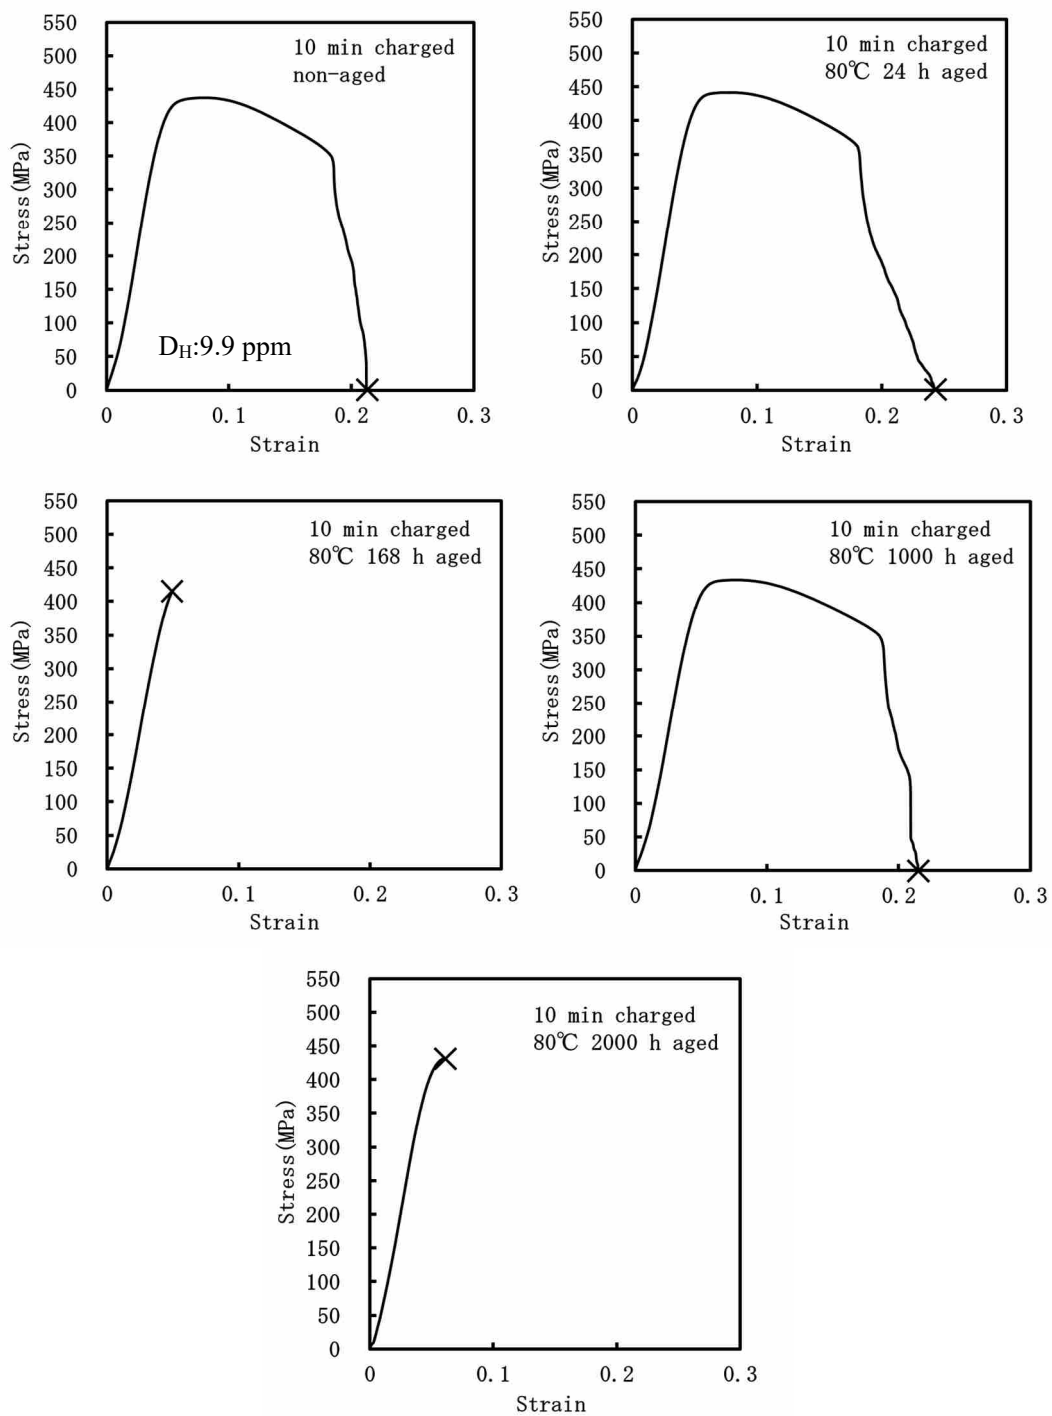 550
500
450
400
350
300
250
200
150
100
50
0
Stress(MPa)
10 min charged
non-aged
D_H:9.9 ppm
0 0.1 0.2 0.3
Strain
550
500
450
400
350
300
250
200
150
100
50
0
Stress(MPa)
10 min charged
80℃ 24 h aged
0 0.1 0.2 0.3
Strain
550
500
450
400
350
300
250
200
150
100
50
0
Stress(MPa)
10 min charged
80℃ 168 h aged
0 0.1 0.2 0.3
Strain
550
500
450
400
350
300
250
200
150
100
50
0
Stress(MPa)
10 min charged
80℃ 1000 h aged
0 0.1 0.2 0.3
Strain
550
500
450
400
350
300
250
200
150
100
50
0
Stress(MPa)
10 min charged
80℃ 2000 h aged
0 0.1 0.2 0.3
Strain